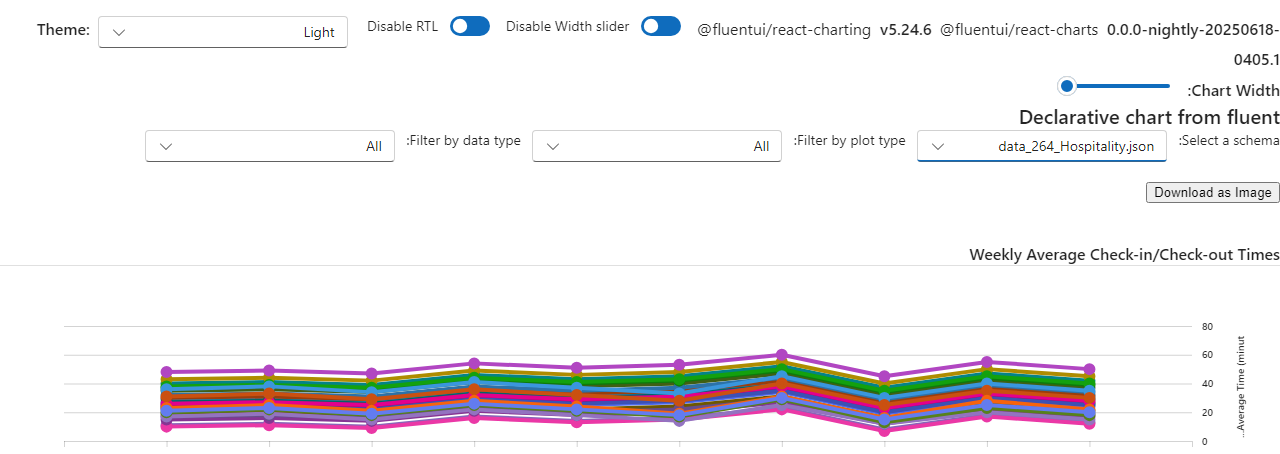 Theme:
Light
Disable RTL
Disable Width slider
@fluentui/react-charting v5.24.6 @fluentui/react-charts 0.0.0-nightly-20250618-
0405.1
:Chart Width
Declarative chart from fluent
All
:Filter by data type
All
:Filter by plot type
data_264_Hospitality.json
:Select a schema
Download as Image
Weekly Average Check-in/Check-out Times
80
60
40
20
0
...Average Time (minut